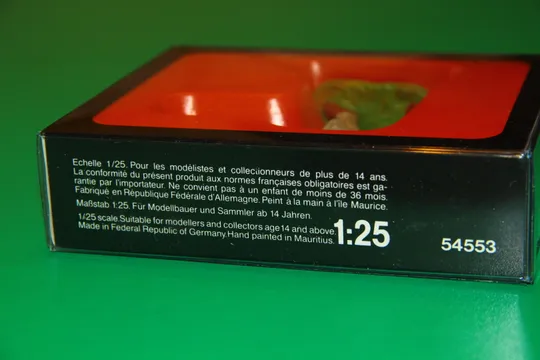 Echelle 1/25. Pour les modélistes et collectionneurs de plus de 14 ans.
La conformité du présent produit aux normes françaises obligatoires est ga-
rantie par l'importateur. Ne convient pas à un enfant de moins de 36 mois.
Fabriqué en République Fédérale d'Allemagne. Peint à la main à l'île Maurice.
Maßstab 1:25. Für Modellbauer und Sammler ab 14 Jahren.
1/25 scale. Suitable for modellers and collectors age 14 and above.
Made in Federal Republic of Germany. Hand painted in Mauritius.
1:25
54553